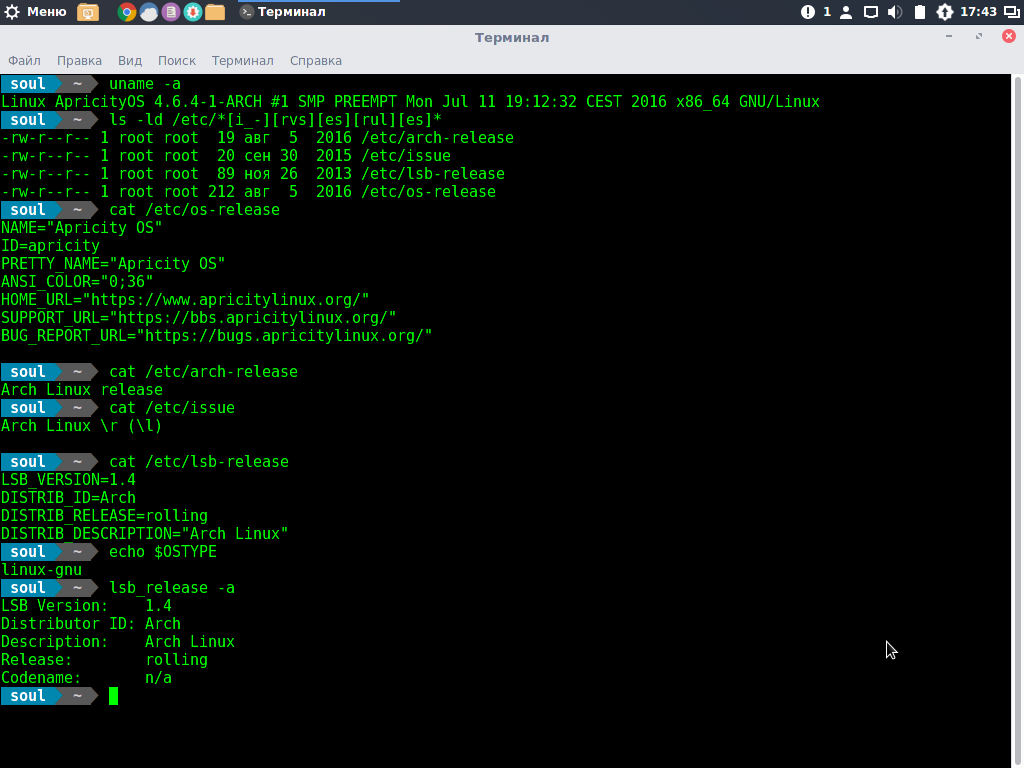 Меню
Терминал
1
17:43
Терминал
Файл Правка Вид Поиск Терминал Справка
soul ~ uname -a
Linux ApricityOS 4.6.4-1-ARCH #1 SMP PREEMPT Mon Jul 11 19:12:32 CEST 2016 x86_64 GNU/Linux
soul ~ ls -ld /etc/*[i_-][rvs][es][rul][es]*
-rw-r--r-- 1 root root  19 авг  5  2016 /etc/arch-release
-rw-r--r-- 1 root root  20 сен 30  2015 /etc/issue
-rw-r--r-- 1 root root  89 ноя 26  2013 /etc/lsb-release
-rw-r--r-- 1 root root 212 авг  5  2016 /etc/os-release
soul ~ cat /etc/os-release
NAME="Apricity OS"
ID=apricity
PRETTY_NAME="Apricity OS"
ANSI_COLOR="0;36"
HOME_URL="https://www.apricitylinux.org/"
SUPPORT_URL="https://bbs.apricitylinux.org/"
BUG_REPORT_URL="https://bugs.apricitylinux.org/"
soul ~ cat /etc/arch-release
Arch Linux release
soul ~ cat /etc/issue
Arch Linux \r (\l)
soul ~ cat /etc/lsb-release
LSB_VERSION=1.4
DISTRIB_ID=Arch
DISTRIB_RELEASE=rolling
DISTRIB_DESCRIPTION="Arch Linux"
soul ~ echo $OSTYPE
linux-gnu
soul ~ lsb_release -a
LSB Version:    1.4
Distributor ID: Arch
Description:    Arch Linux
Release:        rolling
Codename:       n/a
soul ~